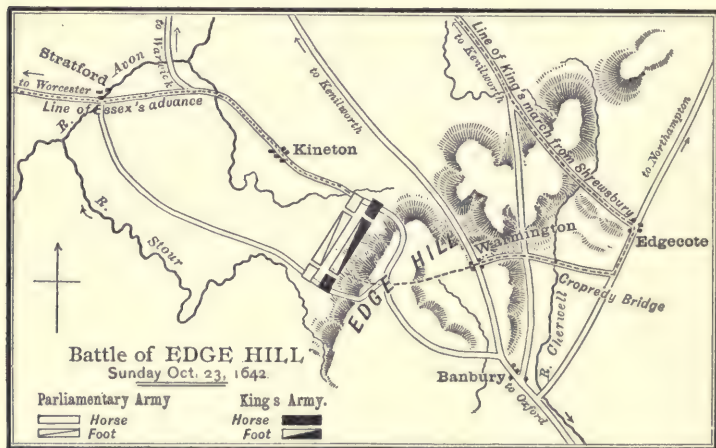 Stratford
Avon
to Warwick
to Worcester
Line of Essex's advance
R.
Kineton
to Kenilworth
to Kenilworth
Line of King's march from Shrewsbury
to Northampton
R.
Stour
EDGE HILL
Warmington
Edgecote
Cropredy Bridge
R. Cherwell
Banbury
to Oxford
Battle of EDGE HILL
Sunday Oct. 23, 1642
Parliamentary Army
King's Army.
Horse
Horse
Foot
Foot